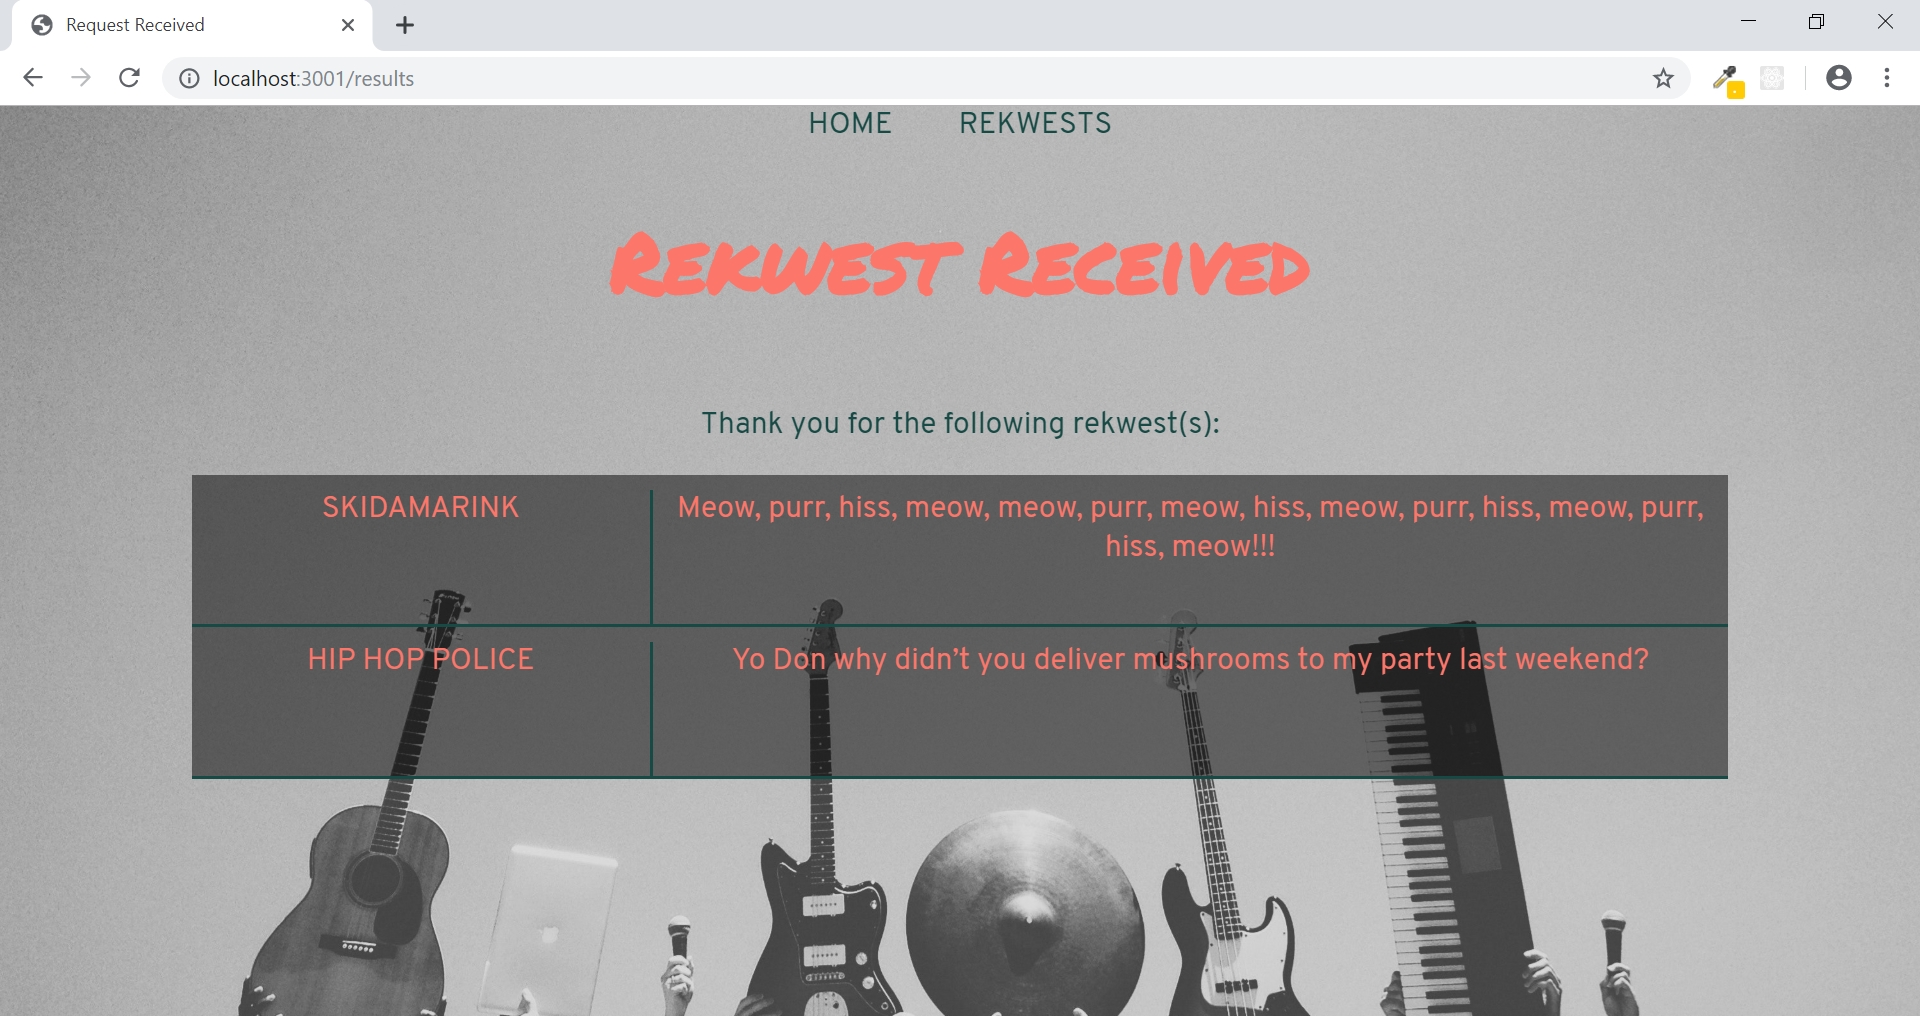 Request Received
localhost:3001/results
HOME REKWESTS
Rekwest Received
Thank you for the following rekwest(s):
SKIDAMARINK
Meow, purr, hiss, meow, meow, purr, meow, hiss, meow, purr, hiss, meow, purr,
hiss, meow!!!
HIP HOP POLICE
Yo Don why didn’t you deliver mushrooms to my party last weekend?